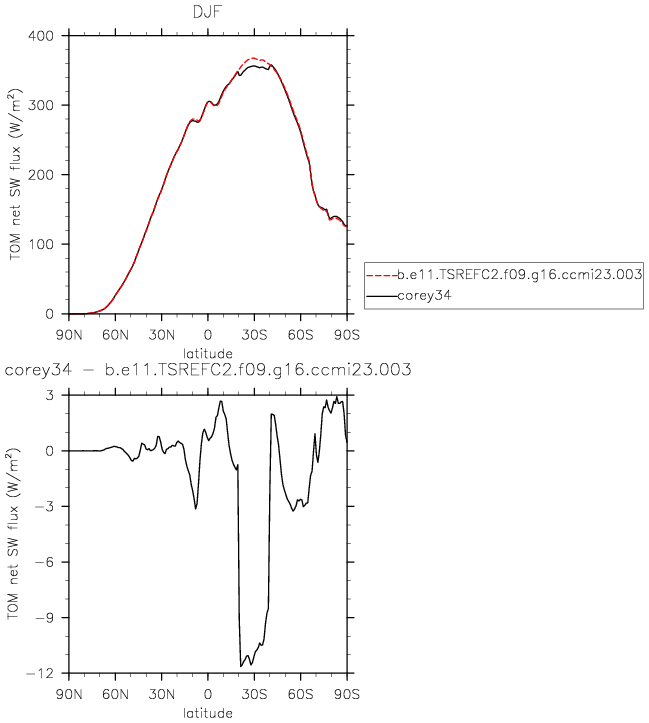 DJF
TOM net SW flux (W/m²)
400
300
200
100
0
90N 60N 30N 0 30S 60S 90S
latitude
b.e11.TSREFC2.f09.g16.ccmi23.003
corey34
corey34 - b.e11.TSREFC2.f09.g16.ccmi23.003
TOM net SW flux (W/m²)
3
0
-3
-6
-9
-12
90N 60N 30N 0 30S 60S 90S
latitude